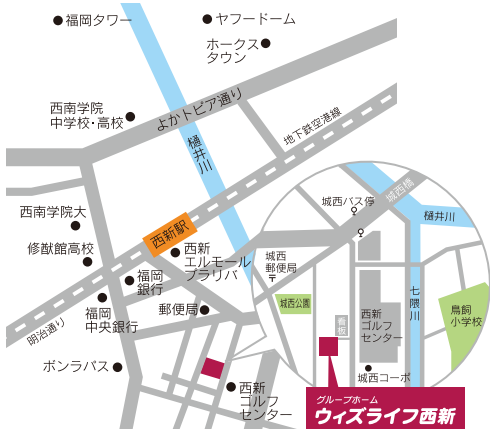 福岡タワー
ヤフードーム
ホークス
タウン
西南学院
中学校・高校
よかトピア通り
樋井川
地下鉄空港線
西南学院大
修猷館高校
西新駅
西新
エルモール
プラリバ
福岡
銀行
福岡
中央銀行
郵便局
明治通り
ボンラパス
西新
ゴルフ
センター
城西橋
城西バス停
樋井川
城西
郵便局
〒
城西公園
看板
西新
ゴルフ
センター
七隈川
鳥飼
小学校
城西コーポ
グループホーム
ウィズライフ西新